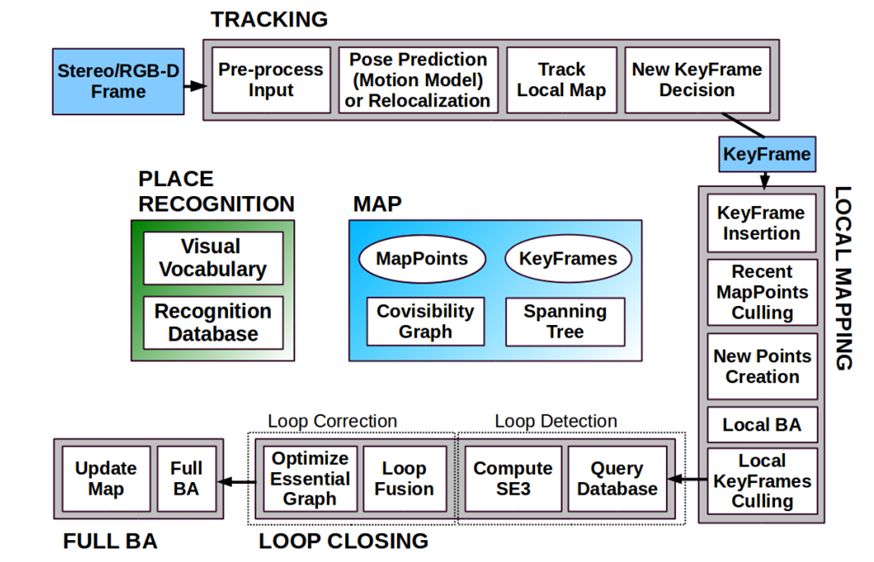 TRACKING
Stereo/RGB-D
Frame
Pre-process
Input
Pose Prediction
(Motion Model)
or Relocalization
Track
Local Map
New KeyFrame
Decision
KeyFrame
LOCAL MAPPING
KeyFrame
Insertion
Recent
MapPoints
Culling
New Points
Creation
Local BA
Local
KeyFrames
Culling
PLACE
RECOGNITION
Visual
Vocabulary
Recognition
Database
MAP
MapPoints
KeyFrames
Covisibility
Graph
Spanning
Tree
Loop Correction
Loop Detection
Optimize
Essential
Graph
Loop
Fusion
Compute
SE3
Query
Database
LOOP CLOSING
Update
Map
Full
BA
FULL BA